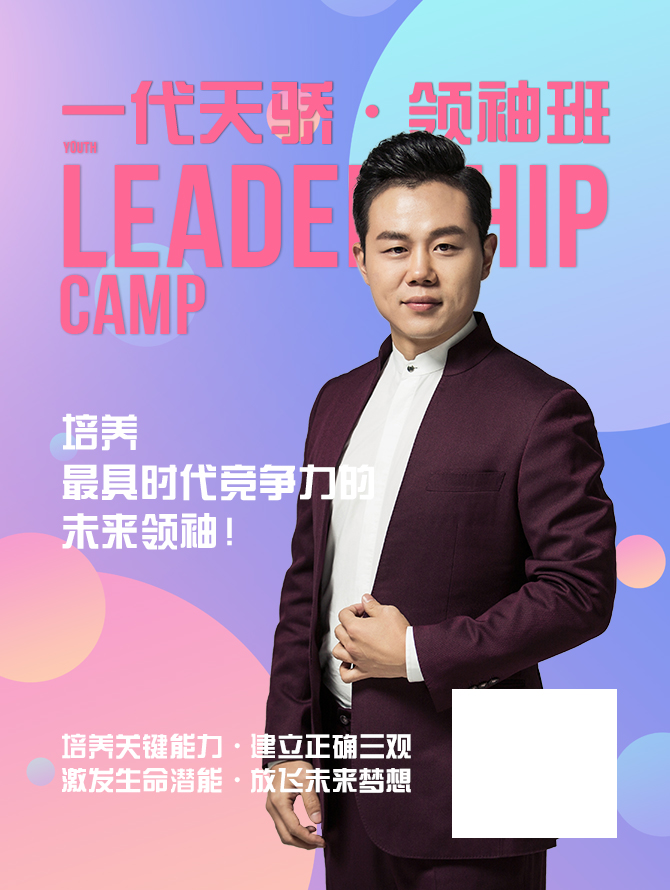 一代天骄·领袖班
YOUTH
LEADERSHIP
CAMP
培养
最具时代竞争力的
未来领袖！
培养关键能力·建立正确三观
激发生命潜能·放飞未来梦想